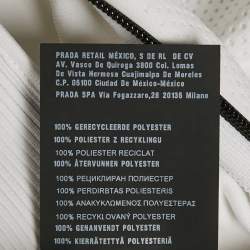 PRADA RETAIL MÉXICO, S DE RL DE CV
AV. Vasco De Quiroga 3800 Col. Lomas
De Vista Hermosa Cuajimalpa De Morelos
C.P. 05100 Ciudad De México-México
PRADA SPA Via Fogazzaro, 28 20135 Milano
100% GERECYCLEERDE POLYESTER
100% POLIESTER Z RECYKLINGU
100% POLIESTER RECICLAT
100% ÅTERVUNNEN POLYESTER
100% РЕЦИКЛИРАН ПОЛИЕСТЕР
100% PERDIRBTAS POLIESTERIS
100% ΑΝΑΚΥΚΛΩΜΕΝΟΣ ΠΟΛΥΕΣΤΕΡΑΣ
100% RECYKLOVANÝ POLYESTER
100% GENANVENDT POLYESTER
100% KIERRÄTETTYÄ POLYESTERIÄ